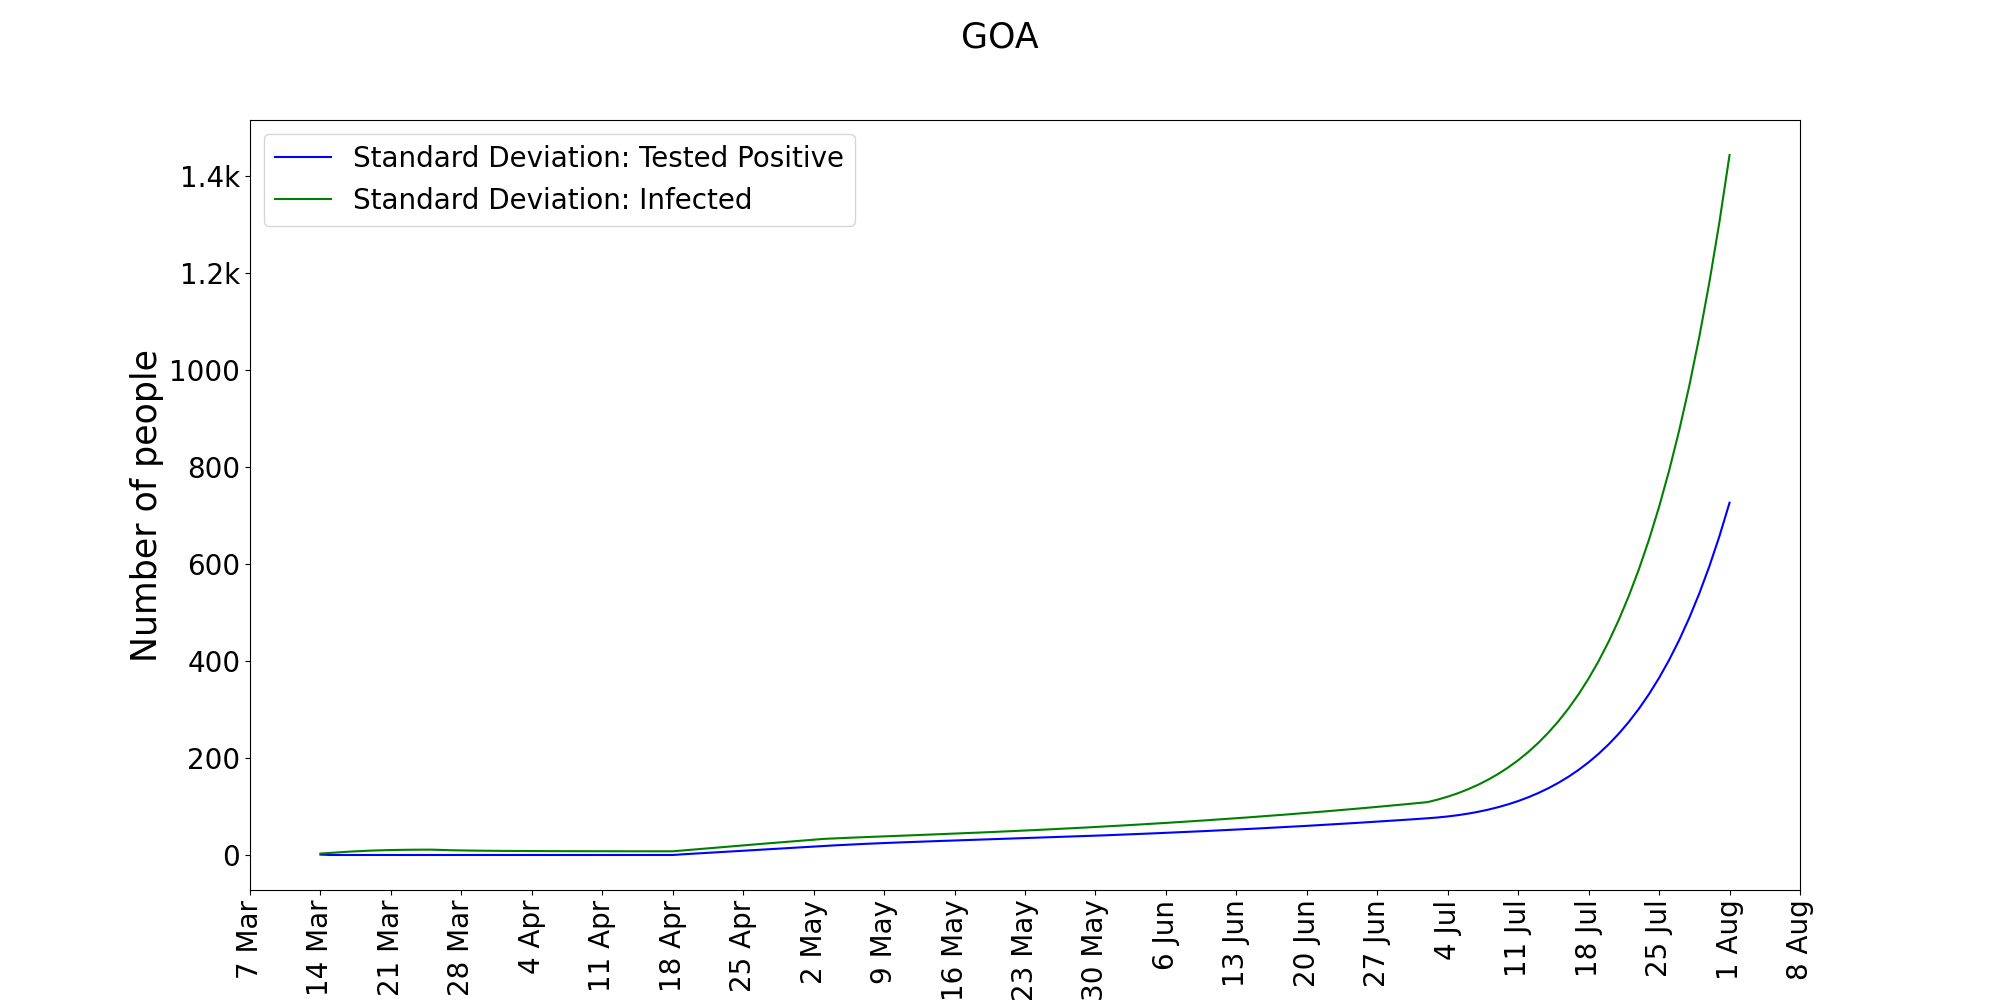 GOA
Standard Deviation: Tested Positive
Standard Deviation: Infected
Number of people
1.4k
1.2k
1000
800
600
400
200
0
7 Mar
14 Mar
21 Mar
28 Mar
4 Apr
11 Apr
18 Apr
25 Apr
2 May
9 May
16 May
23 May
30 May
6 Jun
13 Jun
20 Jun
27 Jun
4 Jul
11 Jul
18 Jul
25 Jul
1 Aug
8 Aug